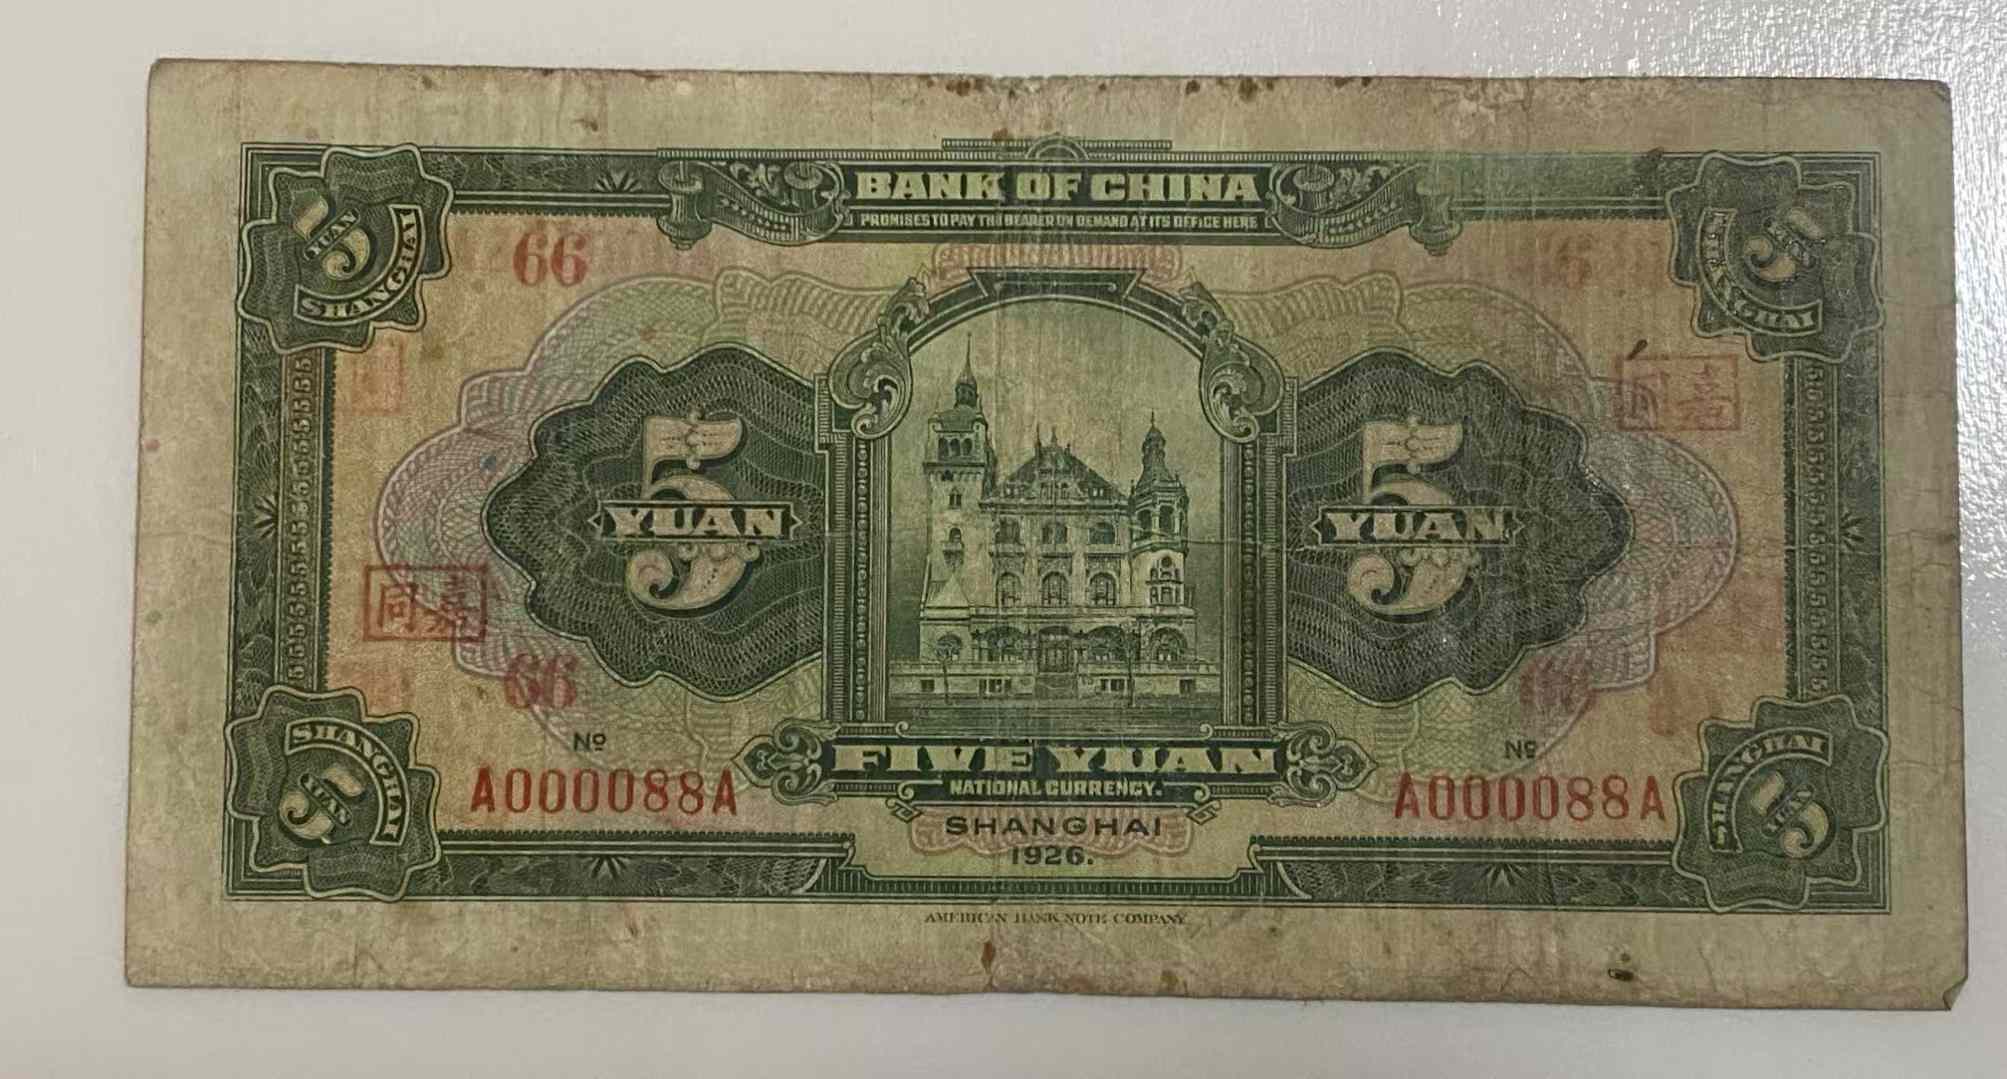 BANK OF CHINA
PROMISES TO PAY THE BEARER ON DEMAND AT ITS OFFICE HERE
5 YUAN SHANGHAI
5 SHANGHAI
66
5 YUAN
5 YUAN
同嘉
嘉
66
Nº
Nº
A000088A
FIVE YUAN
A000088A
NATIONAL CURRENCY.
SHANGHAI
1926.
SHANGHAI 5 YUAN
SHANGHAI 5 YUAN
AMERICAN BANK NOTE COMPANY